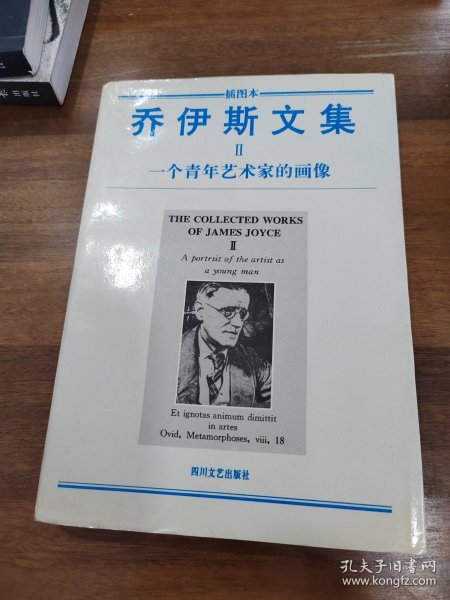 插图本
乔伊斯文集
II
一个青年艺术家的画像
THE COLLECTED WORKS
OF JAMES JOYCE
II
A portrsit of the artist as
a young man
Et ignotas animum dimittit
in artes
Ovid, Metamorphoses, viii, 18
四川文艺出版社
孔夫子旧书网
www.kongfz.com